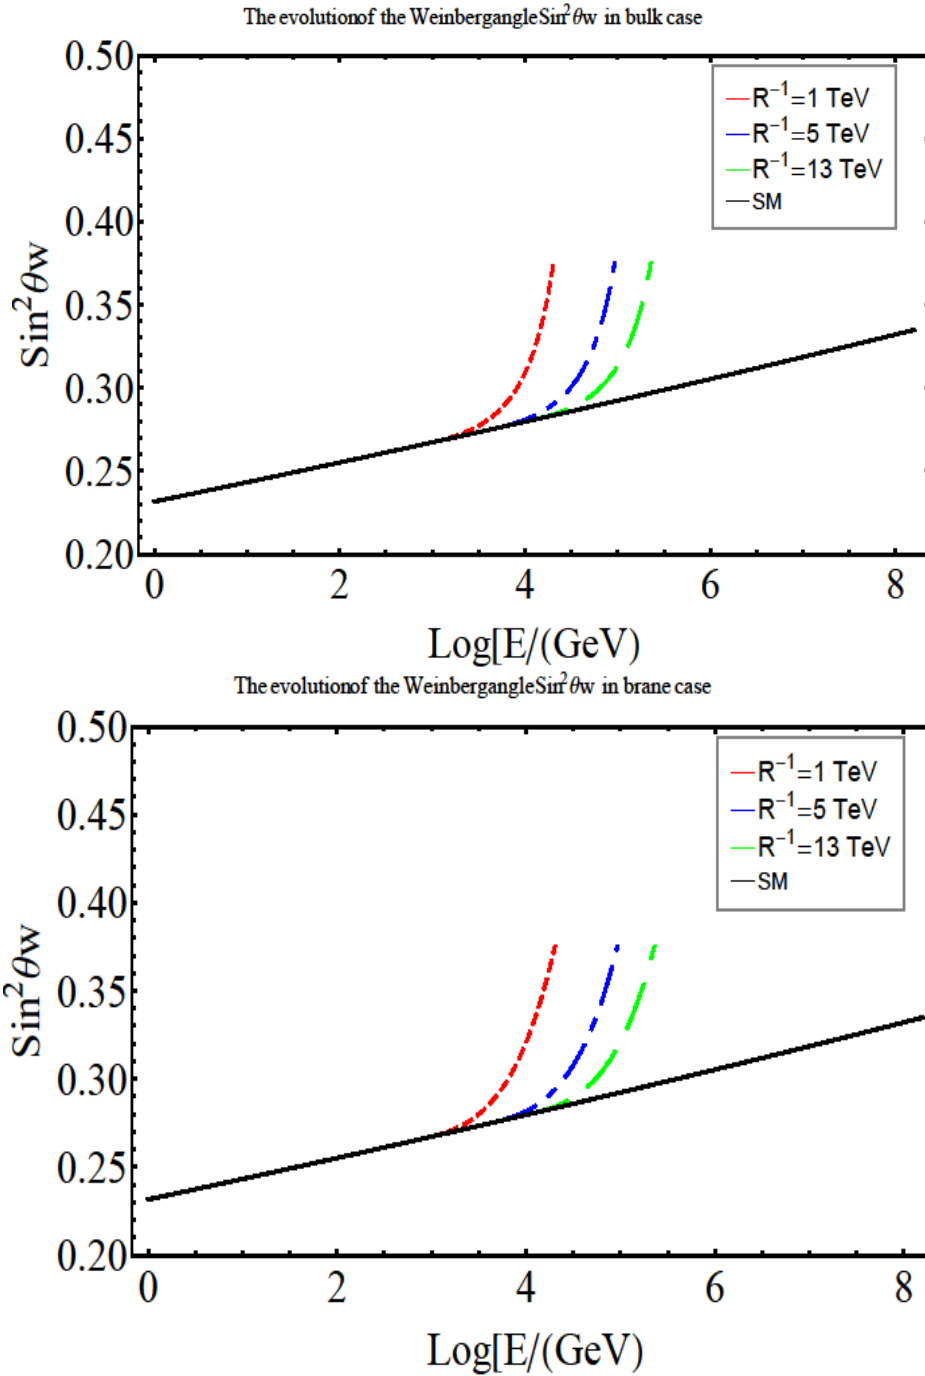 The evolutionof the WeinbergangleSin²θw in bulk case
0.50
0.45
0.40
0.35
0.30
0.25
0.20
Sin²θw
R⁻¹=1 TeV
R⁻¹=5 TeV
R⁻¹=13 TeV
SM
0 2 4 6 8
Log[E/(GeV)
The evolutionof the WeinbergangleSin²θw in brane case
0.50
0.45
0.40
0.35
0.30
0.25
0.20
Sin²θw
R⁻¹=1 TeV
R⁻¹=5 TeV
R⁻¹=13 TeV
SM
0 2 4 6 8
Log[E/(GeV)